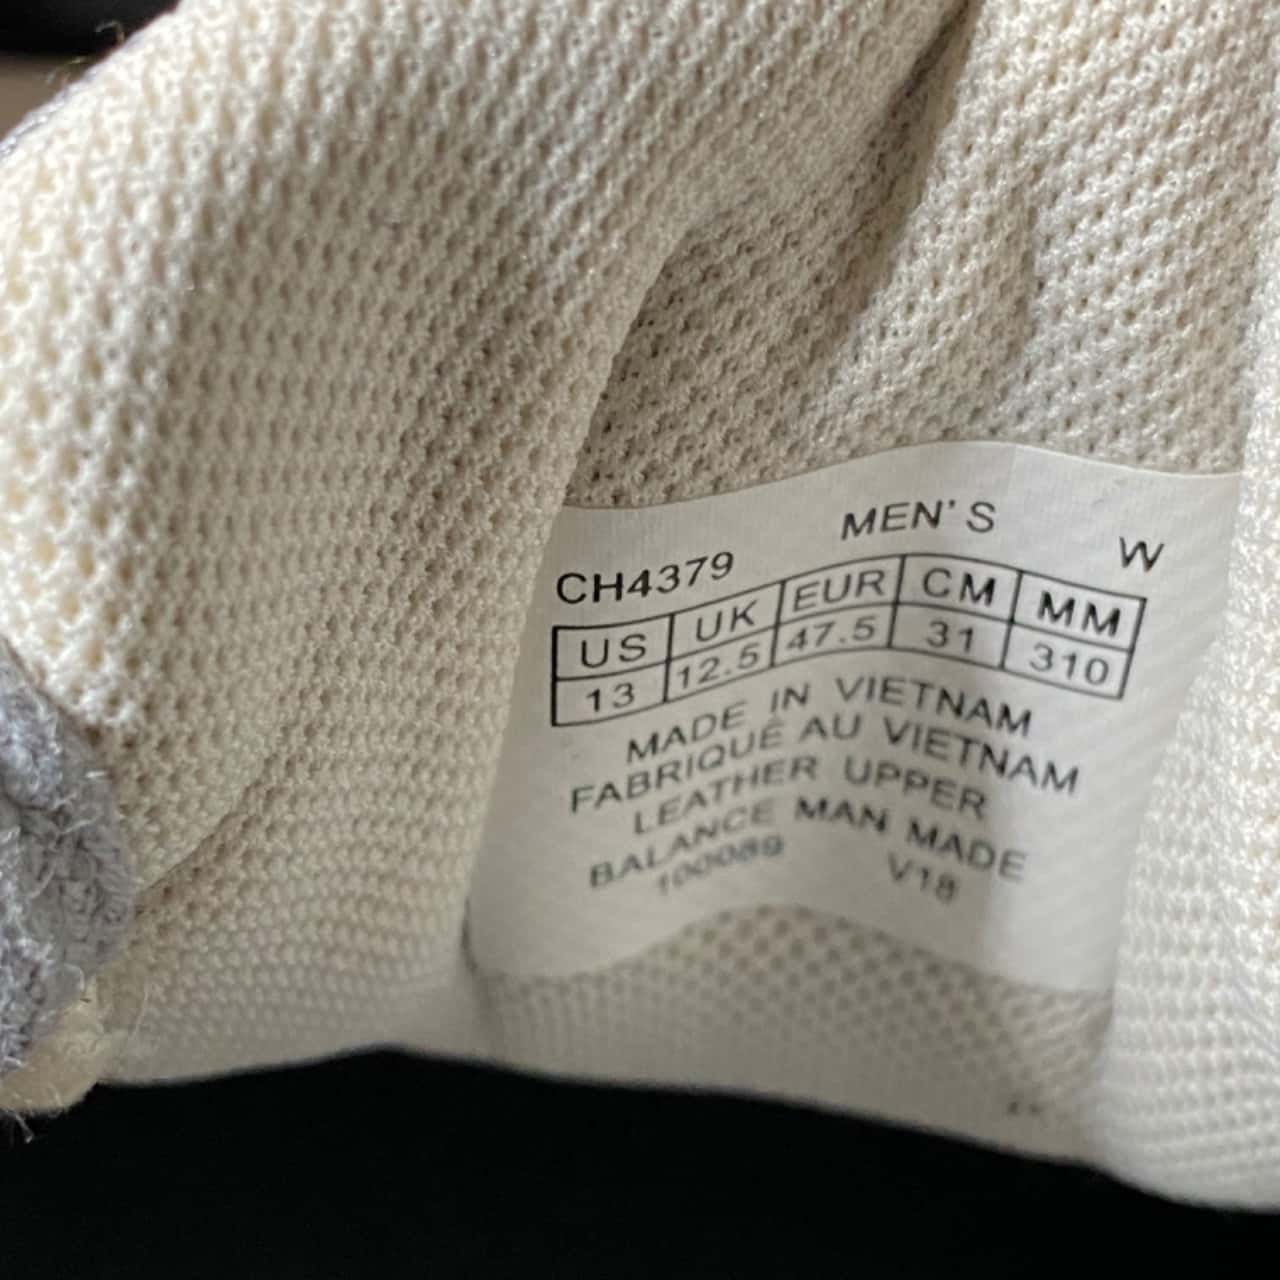 MEN'S
CH4379 W
US UK EUR CM MM
13 12.5 47.5 31 310
MADE IN VIETNAM
FABRIQUÉ AU VIETNAM
LEATHER UPPER
BALANCE MAN MADE
100089 V18